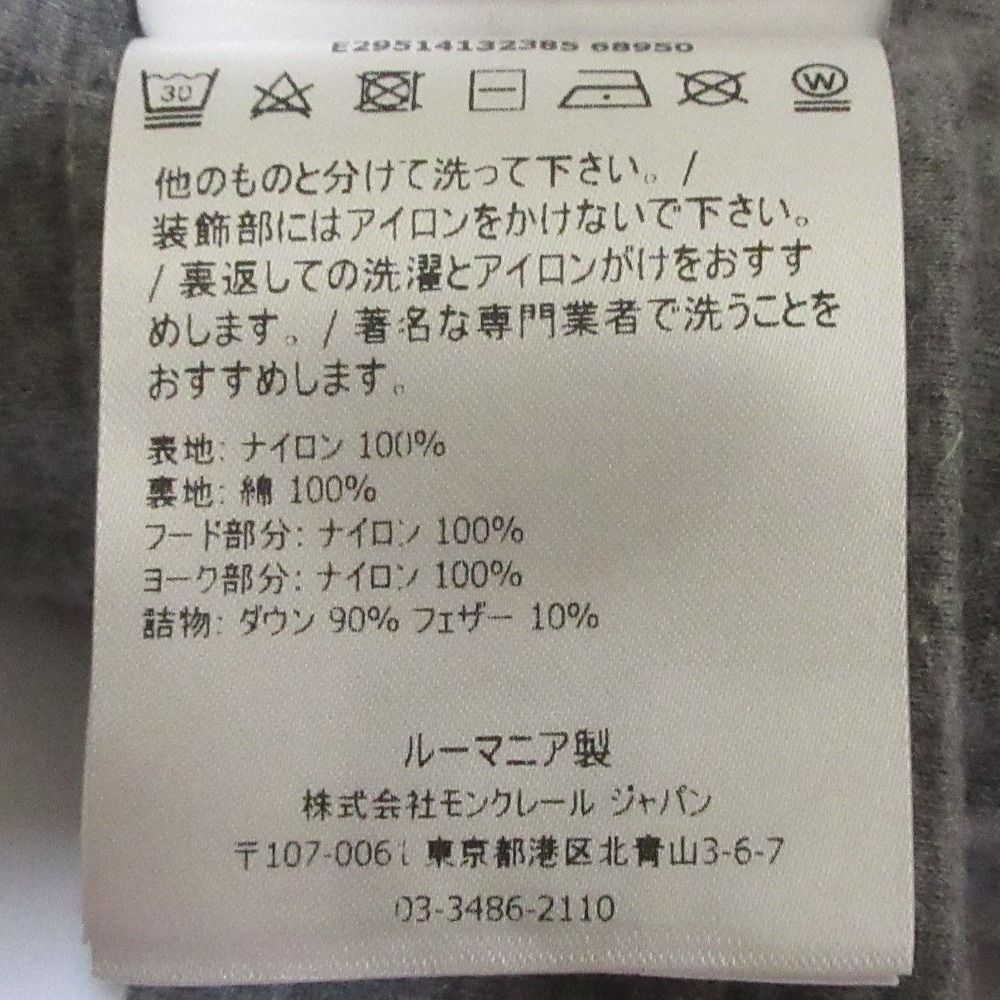 E29514132385 68950
30 W
他のものと分けて洗って下さい。/
装飾部にはアイロンをかけないで下さい。
/ 裏返しての洗濯とアイロンがけをおすす
めします。/ 著名な専門業者で洗うことを
おすすめします。
表地: ナイロン 100%
裏地: 綿 100%
フード部分: ナイロン 100%
ヨーク部分: ナイロン 100%
詰物: ダウン 90% フェザー 10%
ルーマニア製
株式会社モンクレール ジャパン
〒107-0061 東京都港区北青山3-6-7
03-3486-2110